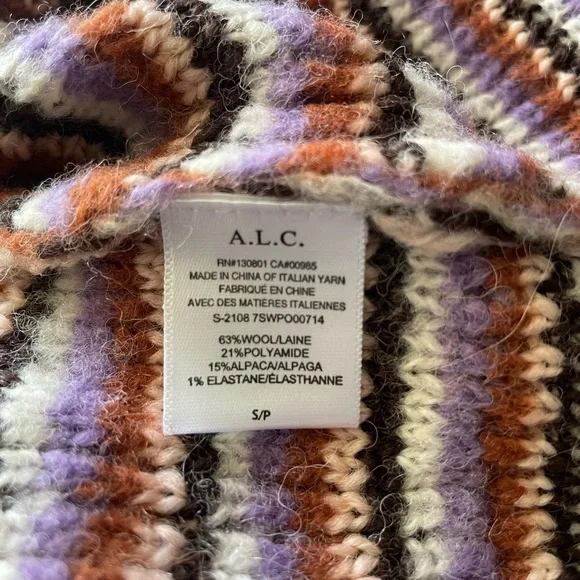 A.L.C.
RN#130801 CA#00985
MADE IN CHINA OF ITALIAN YARN
FABRIQUÉ EN CHINE
AVEC DES MATIÈRES ITALIENNES
S-2108 7SWPO00714
63%WOOL/LAINE
21%POLYAMIDE
15%ALPACA/ALPAGA
1% ELASTANE/ÉLASTHANNE
S/P